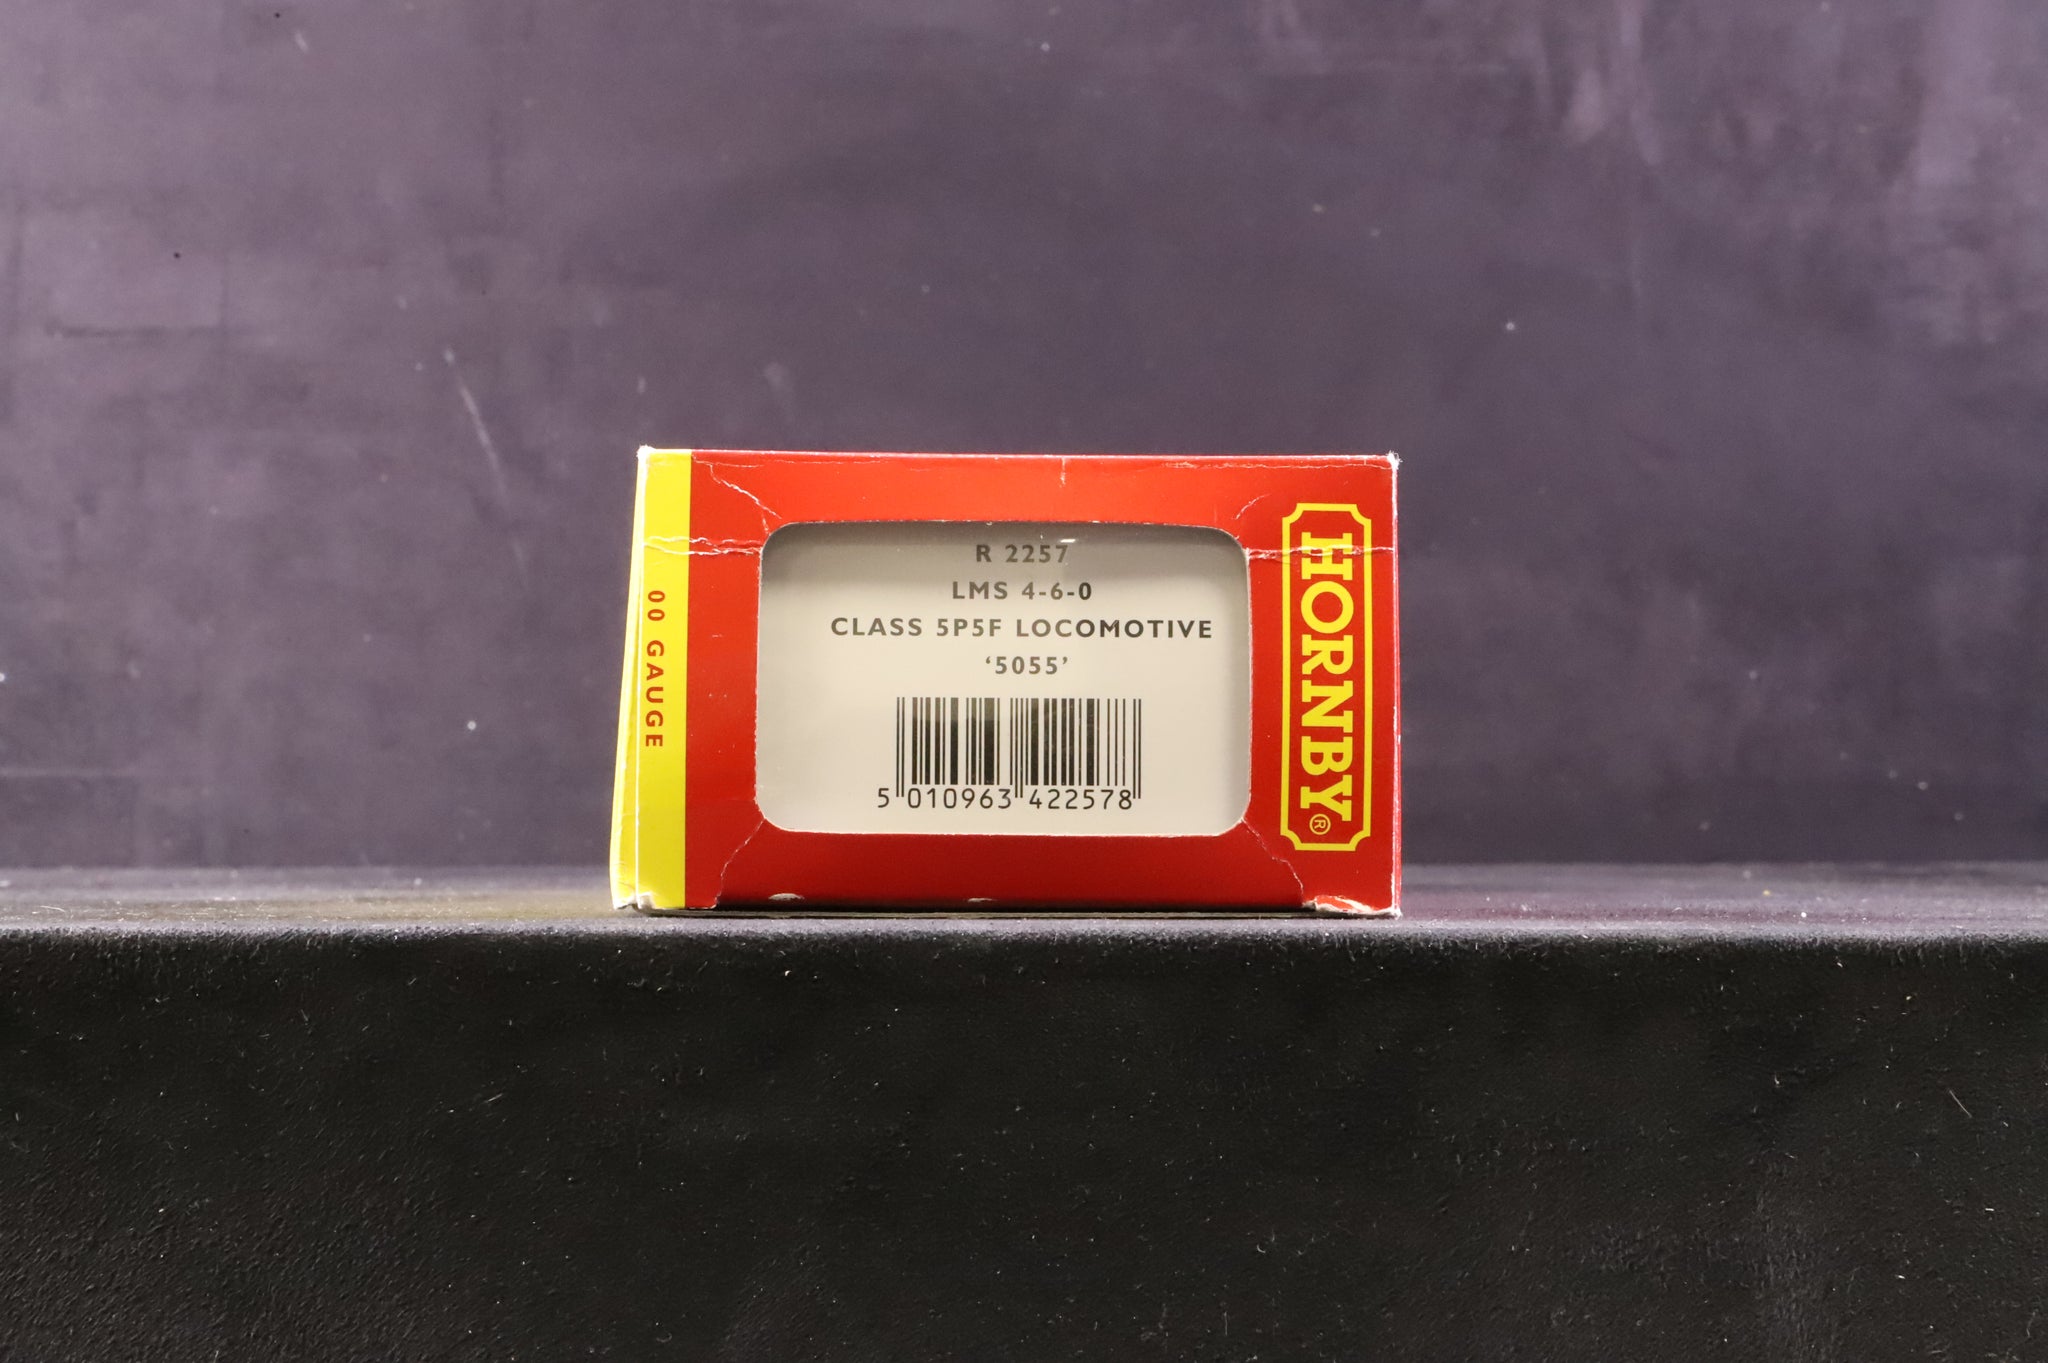 00 GAUGE
R 2257
LMS 4-6-0
CLASS 5P5F LOCOMOTIVE
‘5055’
5 010963 422578
HORNBY®